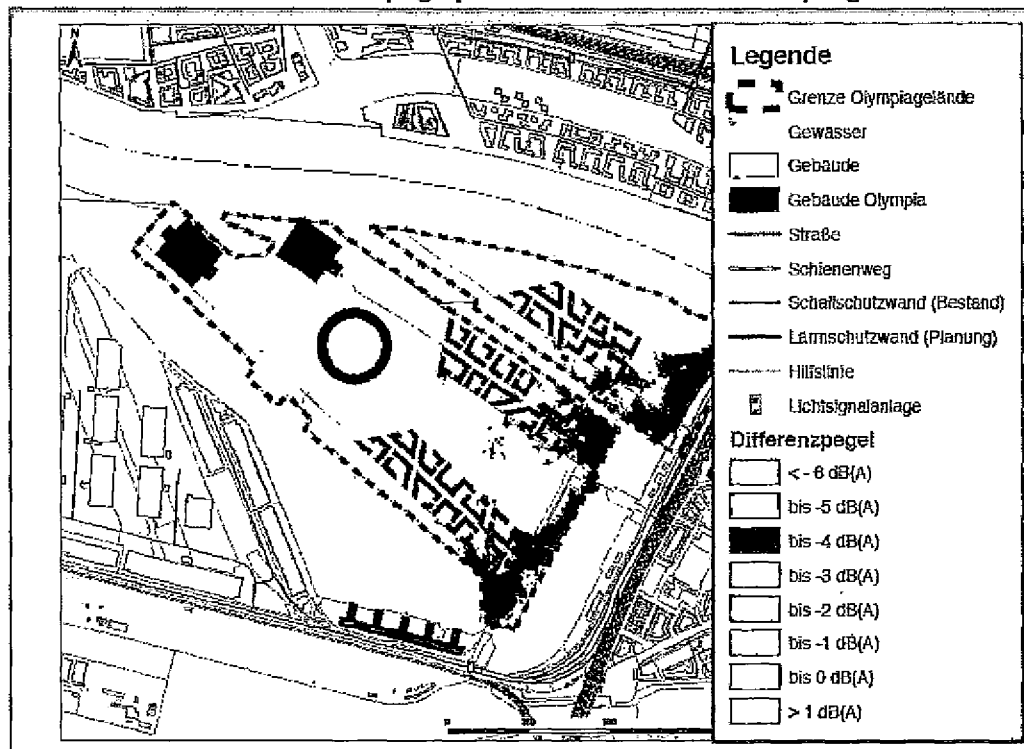 N
Legende
Grenze Olympiagelände
Gewässer
Gebäude
Gebäude Olympia
Straße
Schienenweg
Schallschutzwand (Bestand)
Lärmschutzwand (Planung)
Hilfslinie
Lichtsignalanlage
Differenzpegel
< -6 dB(A)
bis -5 dB(A)
bis -4 dB(A)
bis -3 dB(A)
bis -2 dB(A)
bis -1 dB(A)
bis 0 dB(A)
> 1 dB(A)